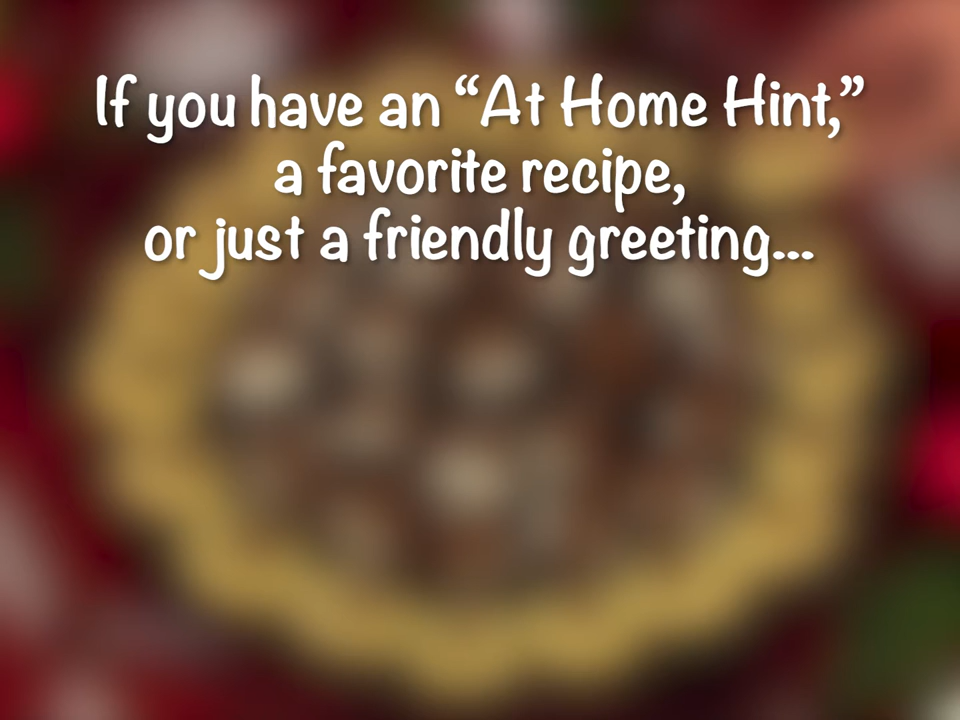 If you have an “At Home Hint,”
a favorite recipe,
or just a friendly greeting...